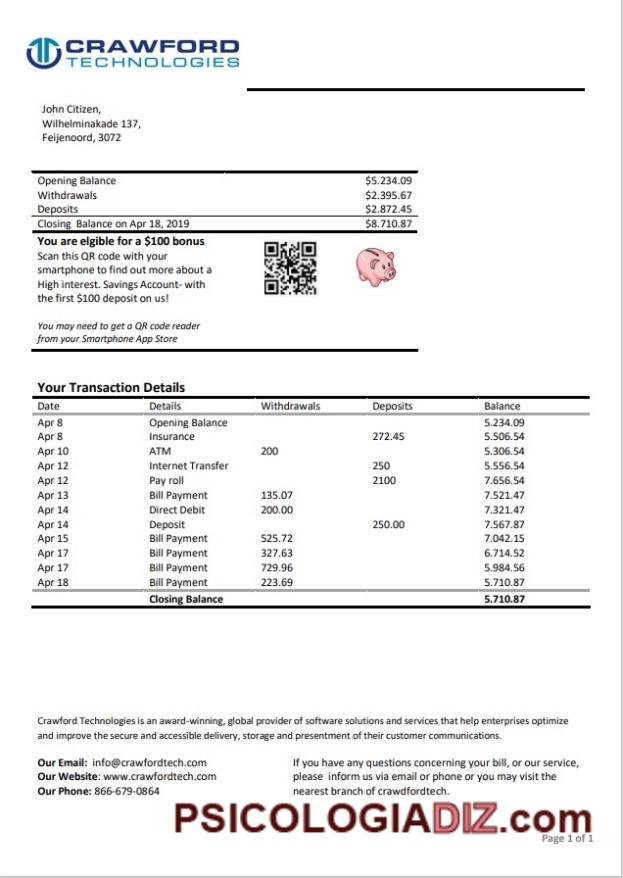 CRAWFORD
TECHNOLOGIES
John Citizen,
Wilhelminakade 137,
Feijenoord, 3072
Opening Balance $5.234.09
Withdrawals $2.395.67
Deposits $2.872.45
Closing Balance on Apr 18, 2019 $8.710.87
You are elgible for a $100 bonus
Scan this QR code with your
smartphone to find out more about a
High interest. Savings Account- with
the first $100 deposit on us!
You may need to get a QR code reader
from your Smartphone App Store
Your Transaction Details
Date Details Withdrawals Deposits Balance
Apr 8 Opening Balance 5.234.09
Apr 8 Insurance 272.45 5.506.54
Apr 10 ATM 200 5.306.54
Apr 12 Internet Transfer 250 5.556.54
Apr 12 Pay roll 2100 7.656.54
Apr 13 Bill Payment 135.07 7.521.47
Apr 14 Direct Debit 200.00 7.321.47
Apr 14 Deposit 250.00 7.567.87
Apr 15 Bill Payment 525.72 7.042.15
Apr 17 Bill Payment 327.63 6.714.52
Apr 17 Bill Payment 729.96 5.984.56
Apr 18 Bill Payment 223.69 5.710.87
Closing Balance 5.710.87
Crawford Technologies is an award-winning, global provider of software solutions and services that help enterprises optimize
and improve the secure and accessible delivery, storage and presentment of their customer communications.
Our Email: info@crawfordtech.com
Our Website: www.crawfordtech.com
Our Phone: 866-679-0864
If you have any questions concerning your bill, or our service,
please inform us via email or phone or you may visit the
nearest branch of crawdfordtech.
PSICOLOGIADIZ.com
Page 1 of 1